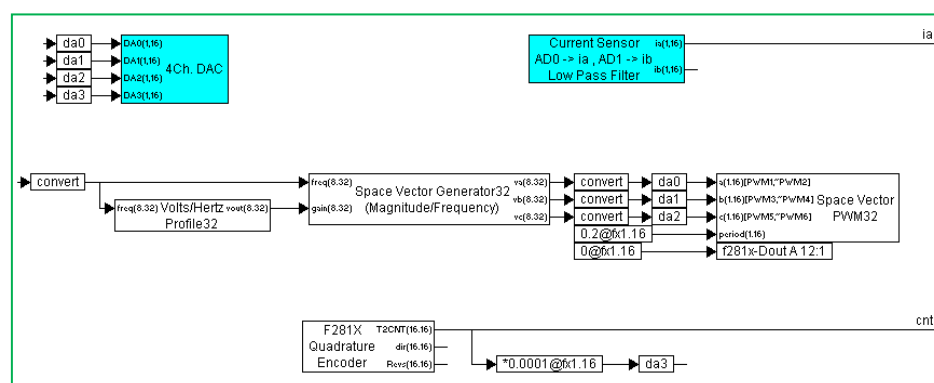 da0 DA0(1,16)
da1 DA1(1,16)
da2 DA2(1,16)
da3 DA3(1,16)
4Ch. DAC
Current Sensor ia(1,16)
AD0 -> ia , AD1 -> ib
Low Pass Filter ib(1,16)
ia
convert
freq(8.32) Volts/Hertz vout(8.32)
Profile32
freq(8.32) Space Vector Generator32 va(8.32)
vb(8.32)
gain(8.32) (Magnitude/Frequency) vc(8.32)
convert da0
convert da1
convert da2
0.2@fx1.16
0@fx1.16
a(1.16)[PWM1,"PWM2]
b(1.16)[PWM3,"PWM4] Space Vector
c(1.16)[PWM5,"PWM6] PWM32
period(1.16)
f281x-Dout A 12:1
F281X T2CNT(16.16)
Quadrature dir(16.16)
Encoder Revs(16.16)
cnt
*0.0001@fx1.16 da3